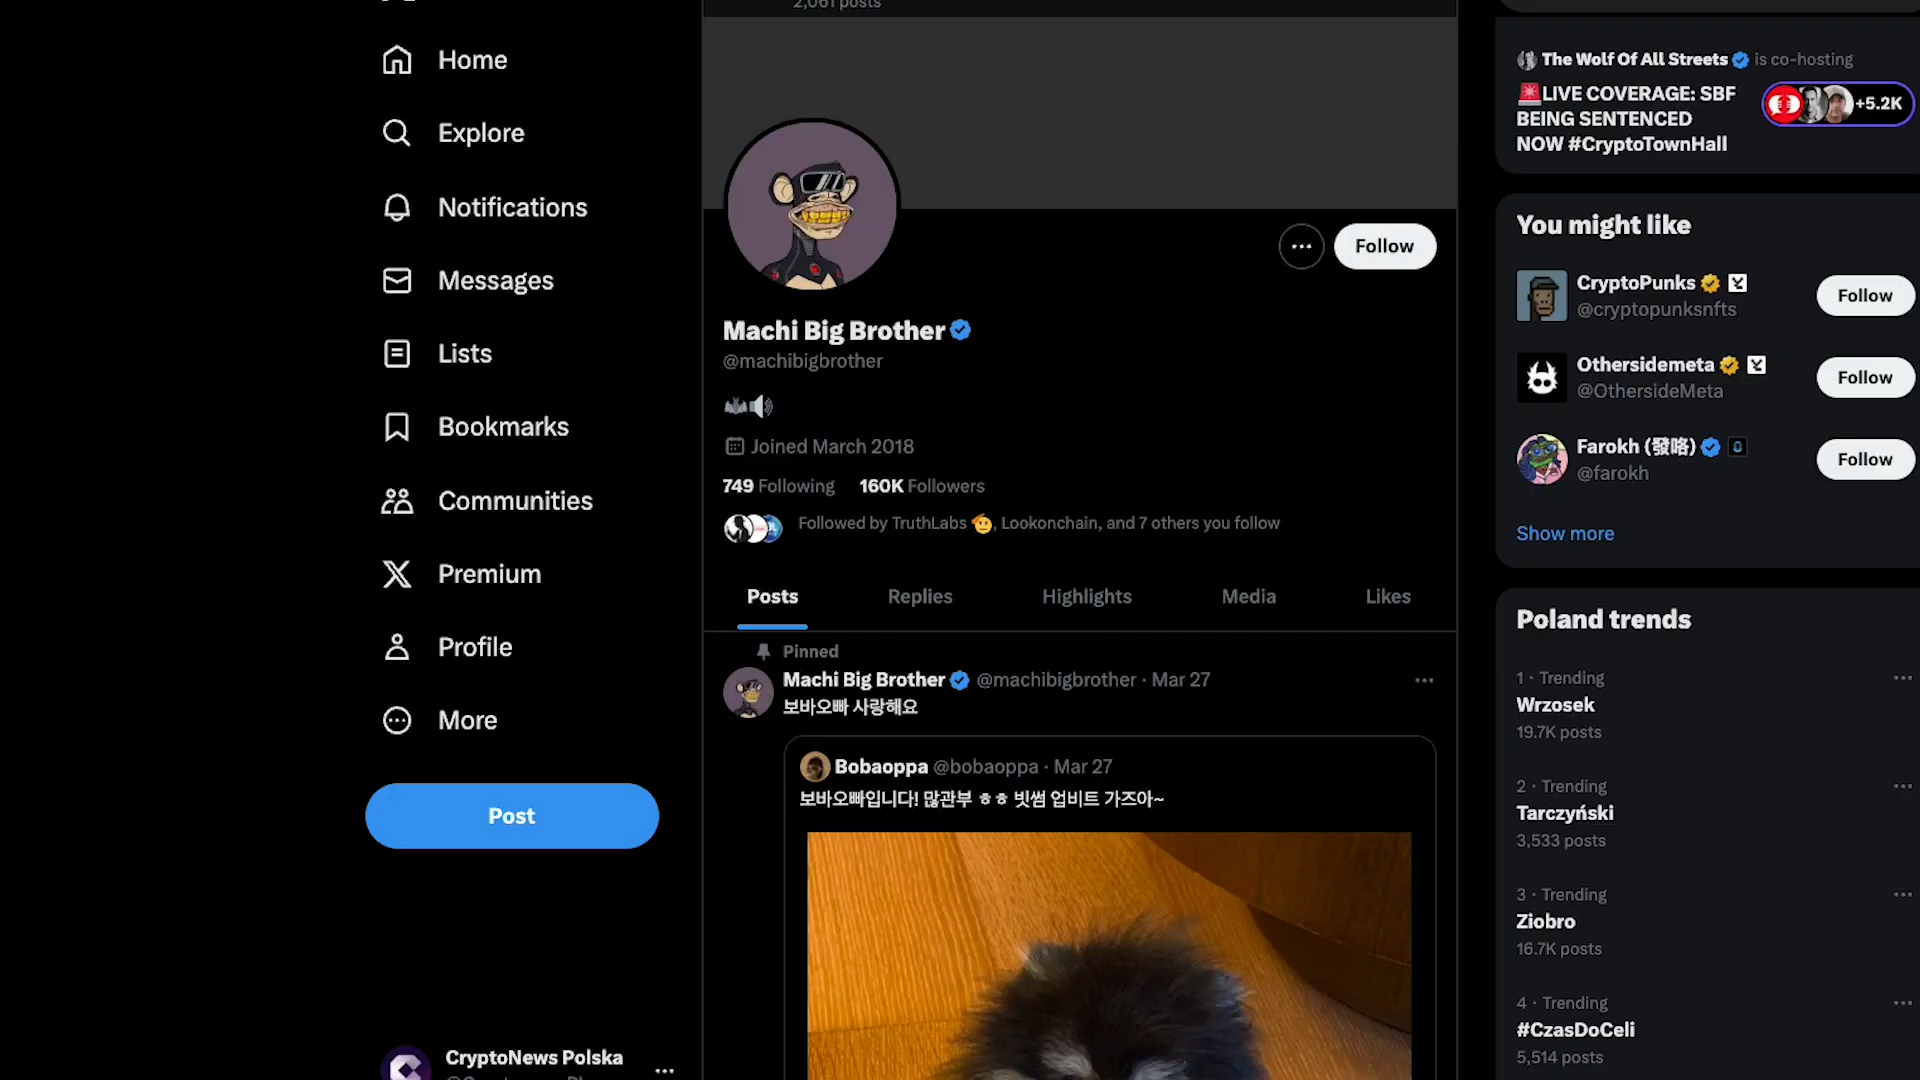 Home
Explore
Notifications
Messages
Lists
Bookmarks
Communities
Premium
Profile
More
Post
CryptoNews Polska
2,061 posts
Follow
Machi Big Brother
@machibigbrother
Joined March 2018
749 Following 160K Followers
Followed by TruthLabs 🫡, Lookonchain, and 7 others you follow
Posts Replies Highlights Media Likes
Pinned
Machi Big Brother @machibigbrother · Mar 27
보바오빠 사랑해요
Bobaoppa @bobaoppa · Mar 27
보바오빠입니다! 많관부 ㅎㅎ 빗썸 업비트 가즈아~
The Wolf Of All Streets is co-hosting
🚨LIVE COVERAGE: SBF
BEING SENTENCED
NOW #CryptoTownHall
+5.2K
You might like
CryptoPunks
@cryptopunksnfts
Follow
Othersidemeta
@OthersideMeta
Follow
Farokh (發咯)
@farokh
Follow
Show more
Poland trends
1 · Trending
Wrzosek
19.7K posts
2 · Trending
Tarczyński
3,533 posts
3 · Trending
Ziobro
16.7K posts
4 · Trending
#CzasDoCeli
5,514 posts